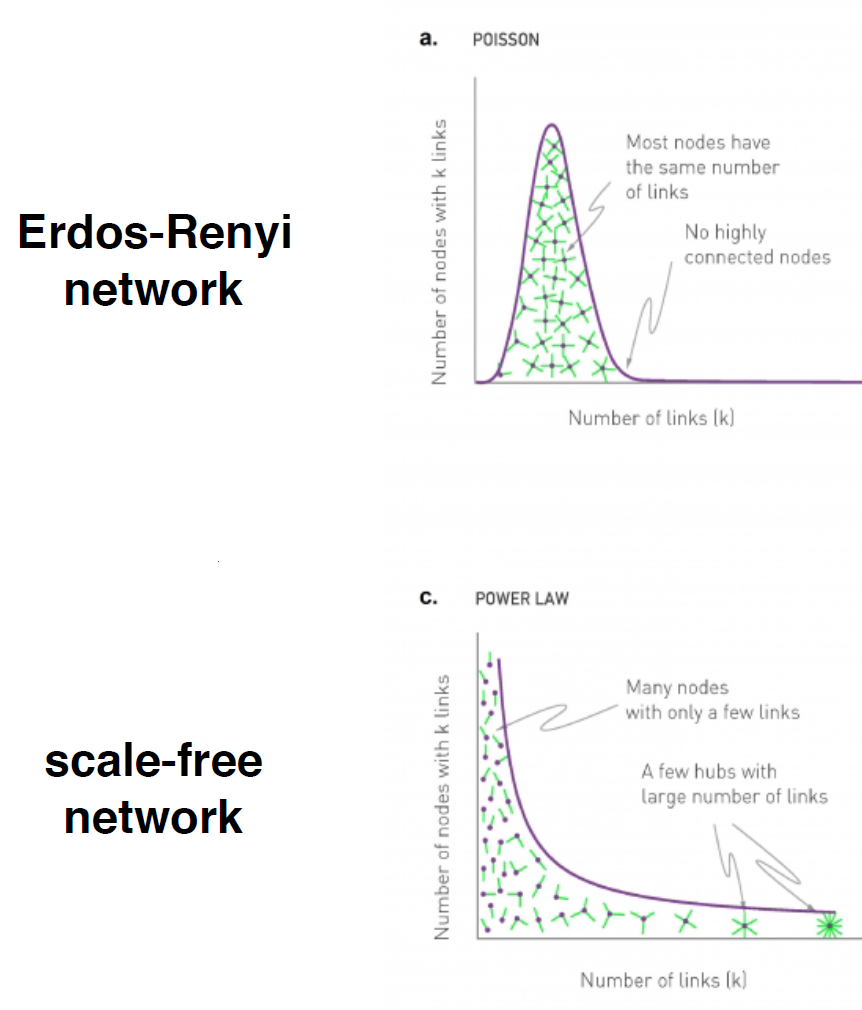 a. POISSON
Number of nodes with k links
Most nodes have
the same number
of links
No highly
connected nodes
Number of links (k)
Erdos-Renyi
network
c. POWER LAW
Number of nodes with k links
Many nodes
with only a few links
A few hubs with
large number of links
Number of links (k)
scale-free
network